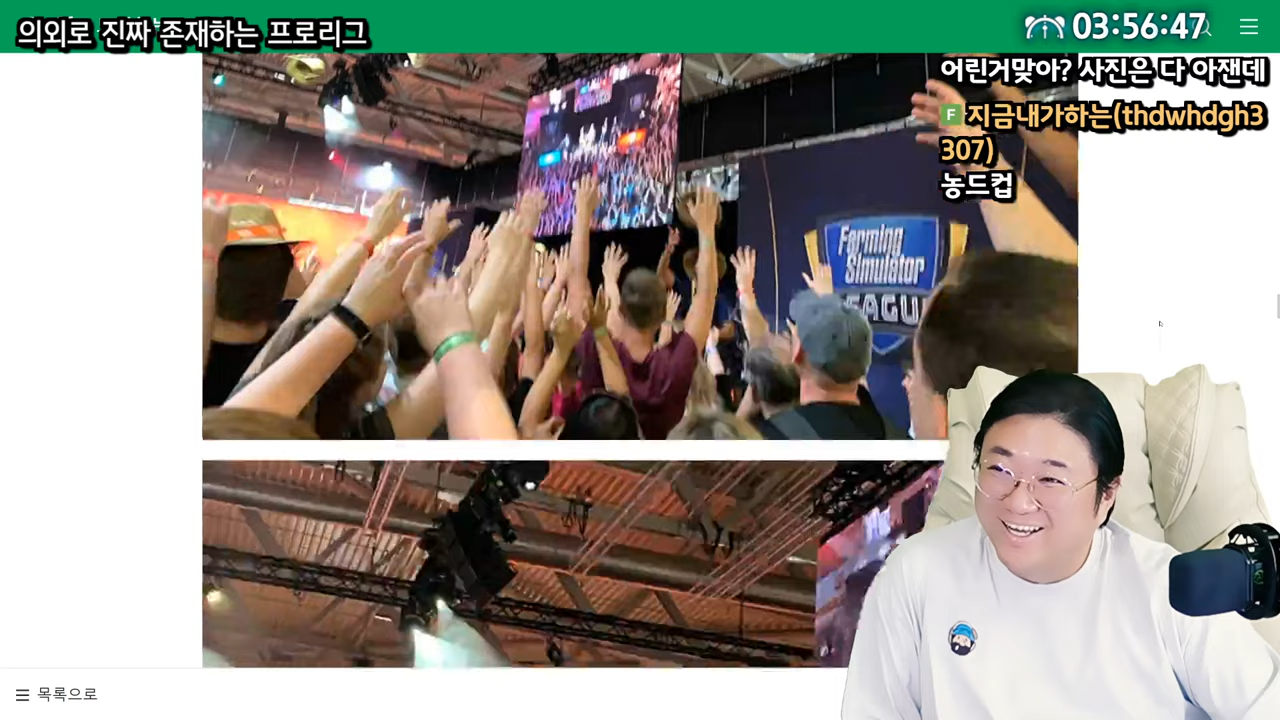 의외로 진짜 존재하는 프로리그
03:56:47
어린거맞아? 사진은 다 아잰데
F 지금내가하는(thdwhdgh3
307)
농드컵
Farming
Simulator
LEAGU
목록으로